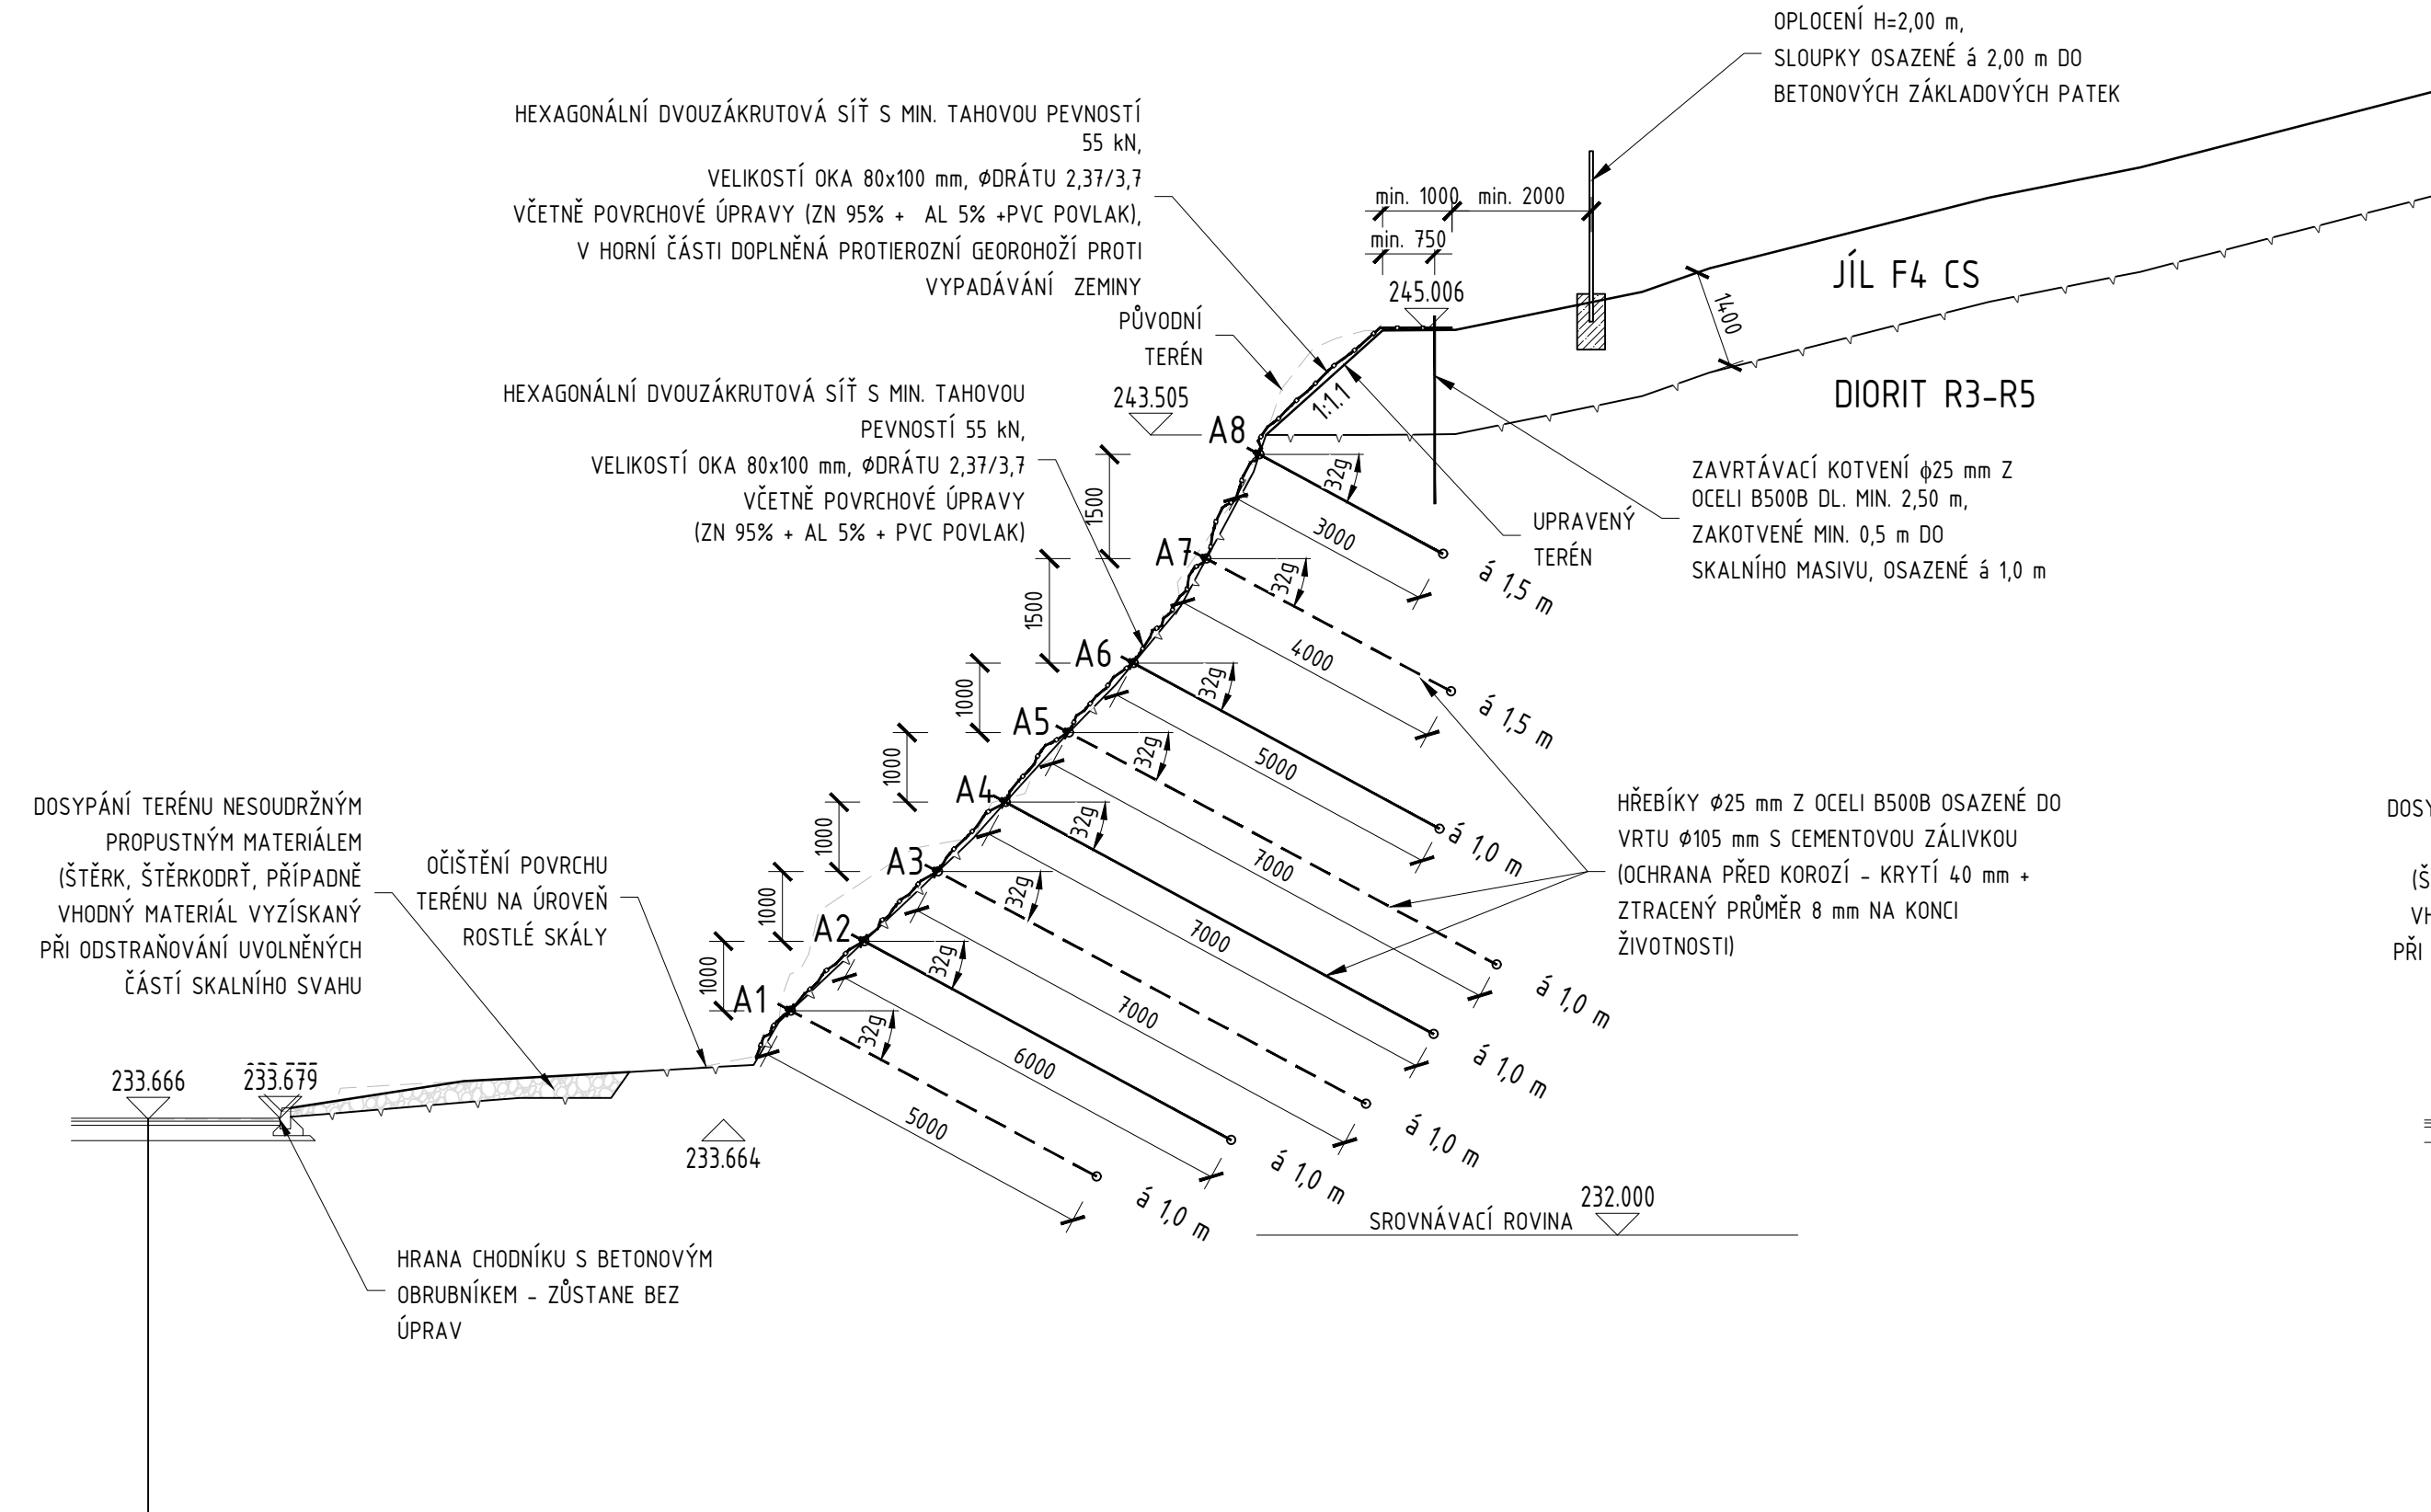 OPLOCENÍ H=2,00 m,
SLOUPKY OSAZENÉ á 2,00 m DO
BETONOVÝCH ZÁKLADOVÝCH PATEK
HEXAGONÁLNÍ DVOUZÁKRUTOVÁ SÍŤ S MIN. TAHOVOU PEVNOSTÍ
55 kN,
VELIKOSTÍ OKA 80x100 mm, ØDRÁTU 2,37/3,7
VČETNĚ POVRCHOVÉ ÚPRAVY (ZN 95% + AL 5% +PVC POVLAK),
V HORNÍ ČÁSTI DOPLNĚNÁ PROTIEROZNÍ GEOROHOŽÍ PROTI
VYPADÁVÁNÍ ZEMINY
min. 1000
min. 2000
min. 750
245.006
JÍL F4 CS
1400
DIORIT R3-R5
PŮVODNÍ
TERÉN
243.505
1:1.1
HEXAGONÁLNÍ DVOUZÁKRUTOVÁ SÍŤ S MIN. TAHOVOU
PEVNOSTÍ 55 kN,
VELIKOSTÍ OKA 80x100 mm, ØDRÁTU 2,37/3,7
VČETNĚ POVRCHOVÉ ÚPRAVY
(ZN 95% + AL 5% + PVC POVLAK)
ZAVRTÁVACÍ KOTVENÍ ϕ25 mm Z
OCELI B500B DL. MIN. 2,50 m,
ZAKOTVENÉ MIN. 0,5 m DO
SKALNÍHO MASIVU, OSAZENÉ á 1,0 m
UPRAVENÝ
TERÉN
A8
32g
3000
á 1,5 m
1500
A7
32g
4000
á 1,5 m
1500
A6
32g
5000
á 1,0 m
1000
A5
32g
7000
á 1,0 m
1000
A4
32g
7000
á 1,0 m
1000
A3
32g
7000
á 1,0 m
1000
A2
32g
6000
á 1,0 m
1000
A1
32g
5000
á 1,0 m
HŘEBÍKY Ø25 mm Z OCELI B500B OSAZENÉ DO
VRTU Ø105 mm S CEMENTOVOU ZÁLIVKOU
(OCHRANA PŘED KOROZÍ - KRYTÍ 40 mm +
ZTRACENÝ PRŮMĚR 8 mm NA KONCI
ŽIVOTNOSTI)
DOSYPÁNÍ TERÉNU NESOUDRŽNÝM
PROPUSTNÝM MATERIÁLEM
(ŠTĚRK, ŠTĚRKODRŤ, PŘÍPADNĚ
VHODNÝ MATERIÁL VYZÍSKANÝ
PŘI ODSTRAŇOVÁNÍ UVOLNĚNÝCH
ČÁSTÍ SKALNÍHO SVAHU
OČIŠTĚNÍ POVRCHU
TERÉNU NA ÚROVEŇ
ROSTLÉ SKÁLY
233.666
233.664
SROVNÁVACÍ ROVINA
232.000
HRANA CHODNÍKU S BETONOVÝM
OBRUBNÍKEM - ZŮSTANE BEZ
ÚPRAV
DOSY
(Š
VH
PŘI